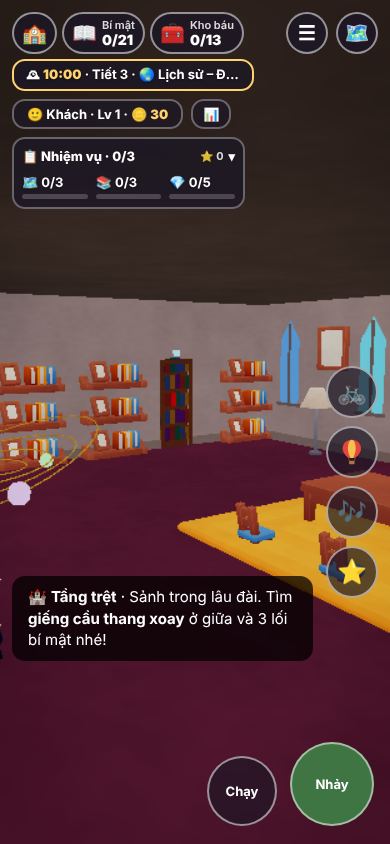 Bí mật
0/21
Kho báu
0/13
10:00 · Tiết 3 · Lịch sử – Đ...
Khách · Lv 1 · 30
Nhiệm vụ · 0/3
0 ▼
0/3
0/3
0/5
Tầng trệt · Sảnh trong lâu đài. Tìm
giếng cầu thang xoay ở giữa và 3 lối
bí mật nhé!
Chạy
Nhảy